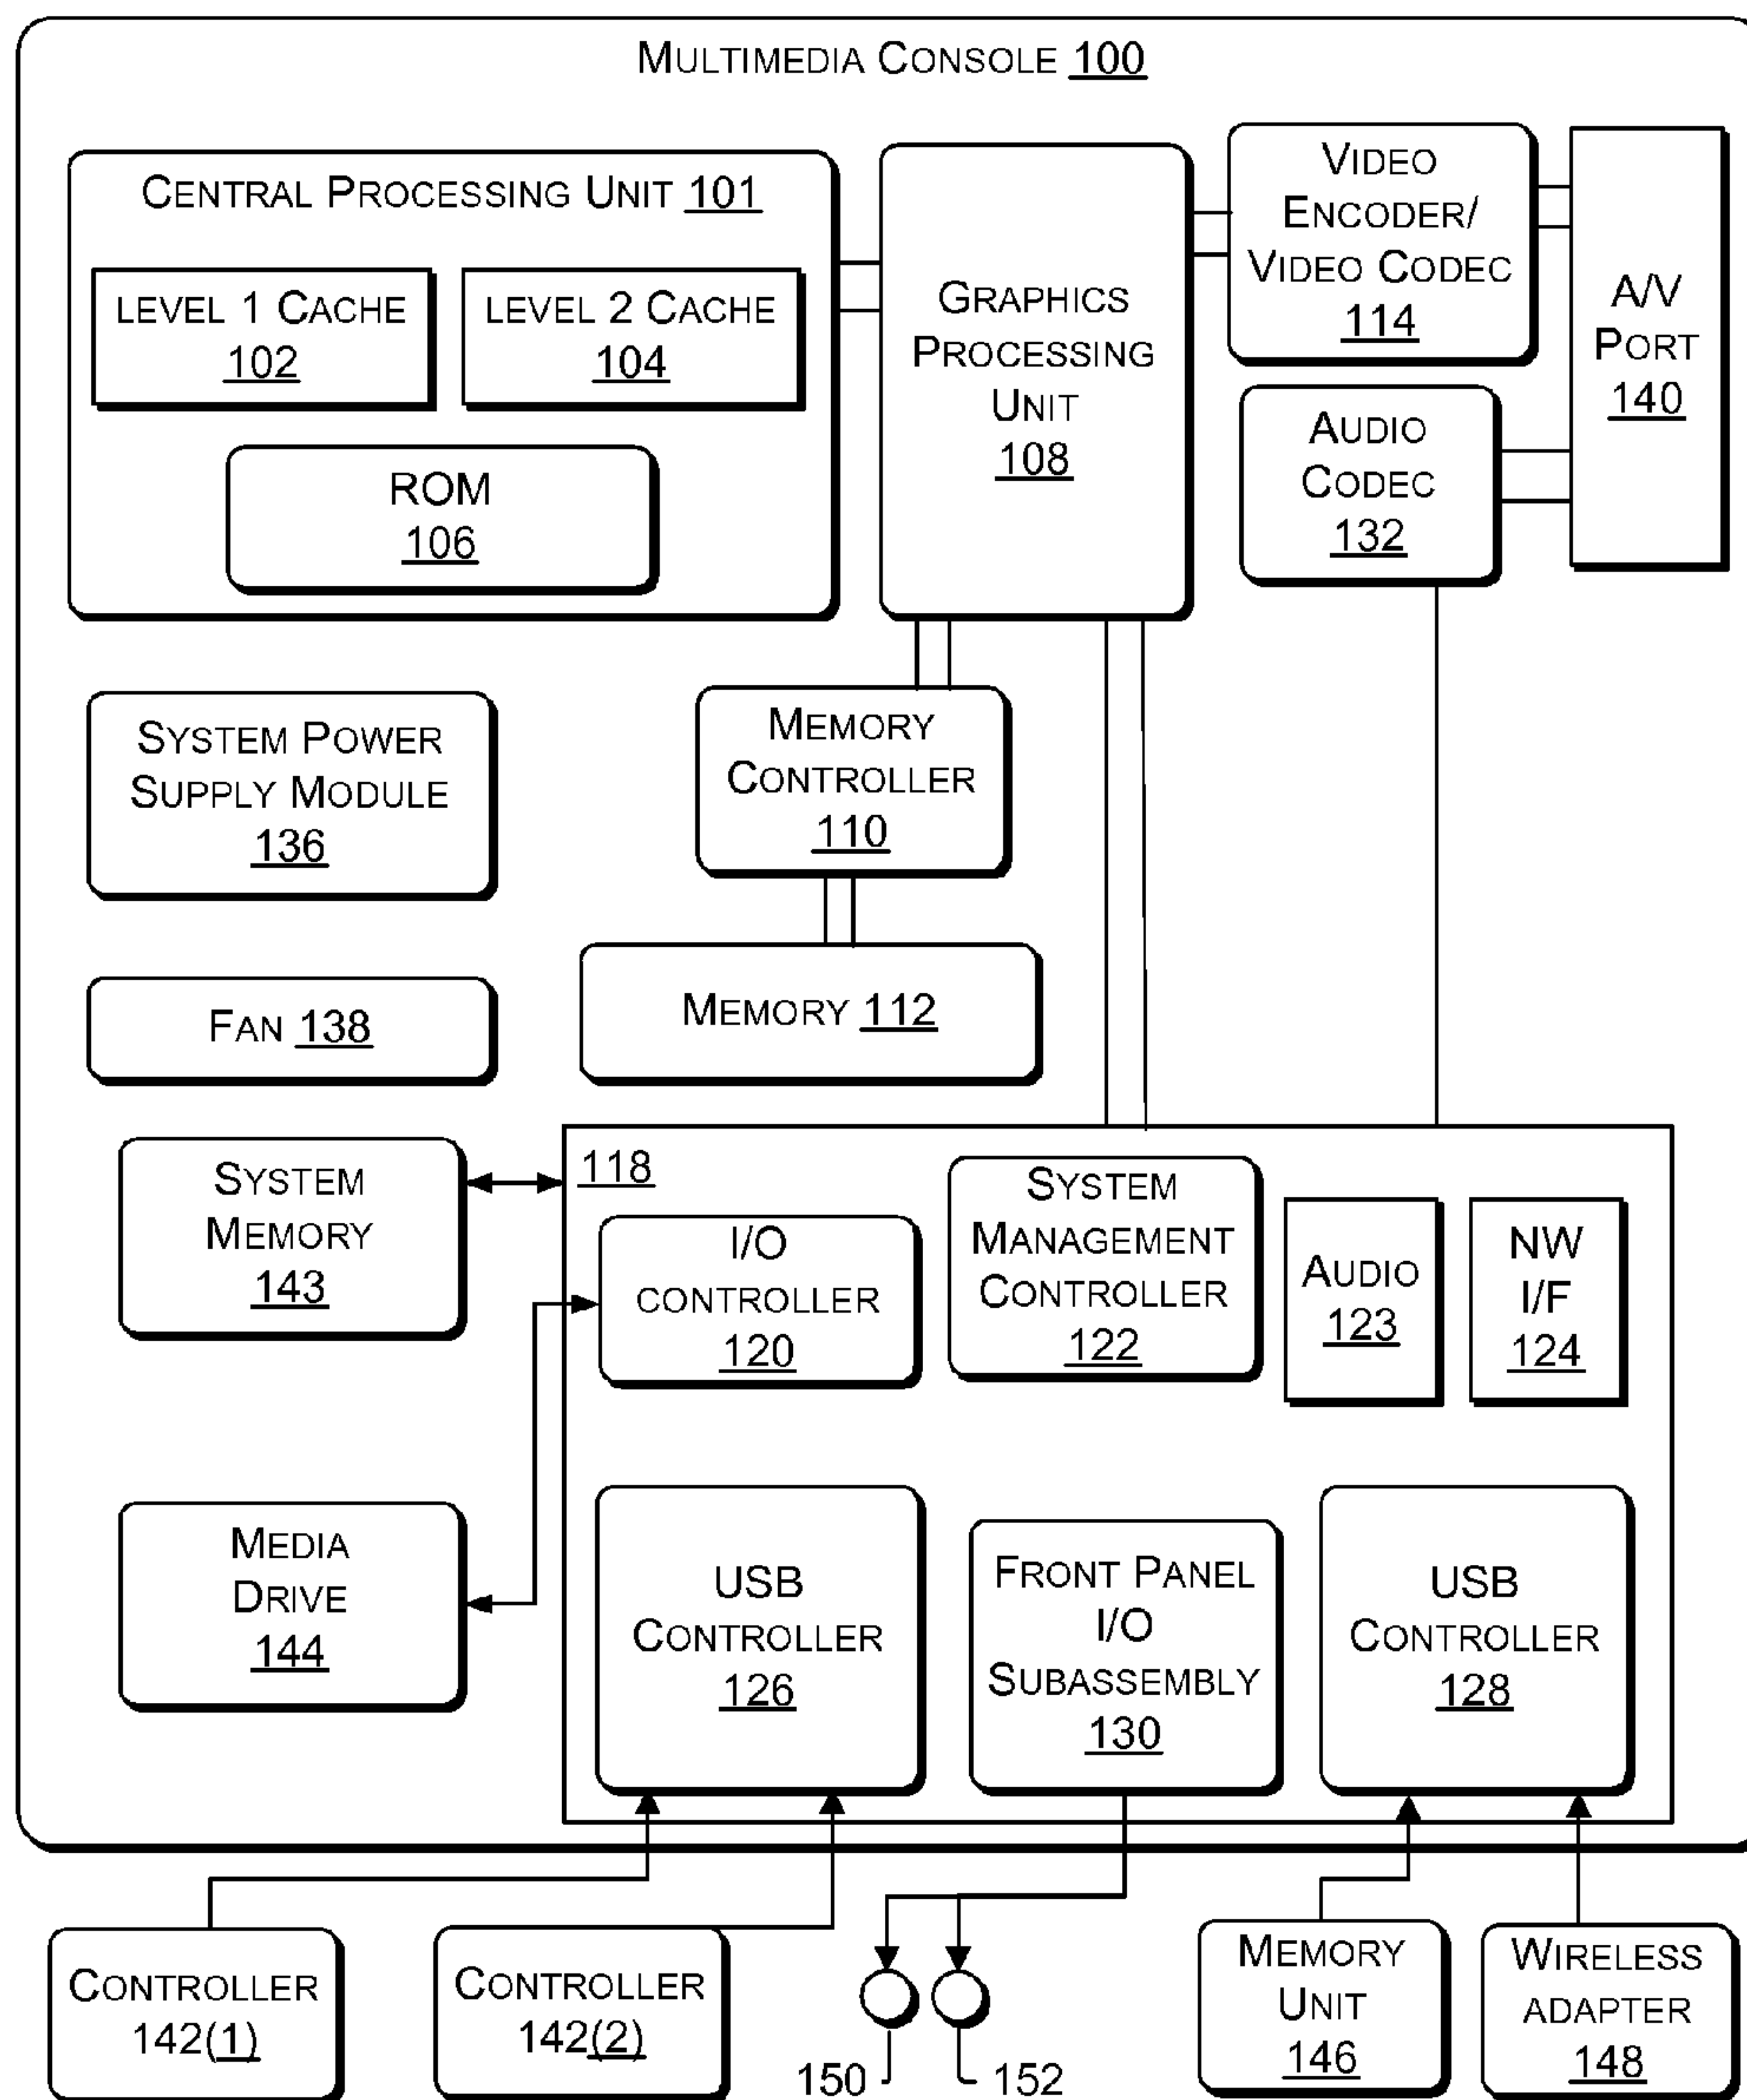 MULTIMEDIA CONSOLE 100
CENTRAL PROCESSING UNIT 101
LEVEL 1 CACHE
102
LEVEL 2 CACHE
104
ROM
106
GRAPHICS
PROCESSING
UNIT
108
VIDEO
ENCODER/
VIDEO CODEC
114
A/V
PORT
140
AUDIO
CODEC
132
SYSTEM POWER
SUPPLY MODULE
136
MEMORY
CONTROLLER
110
FAN 138
MEMORY 112
SYSTEM
MEMORY
143
118
I/O
CONTROLLER
120
SYSTEM
MANAGEMENT
CONTROLLER
122
AUDIO
123
NW
I/F
124
MEDIA
DRIVE
144
USB
CONTROLLER
126
FRONT PANEL
I/O
SUBASSEMBLY
130
USB
CONTROLLER
128
CONTROLLER
142(1)
CONTROLLER
142(2)
150
152
MEMORY
UNIT
146
WIRELESS
ADAPTER
148